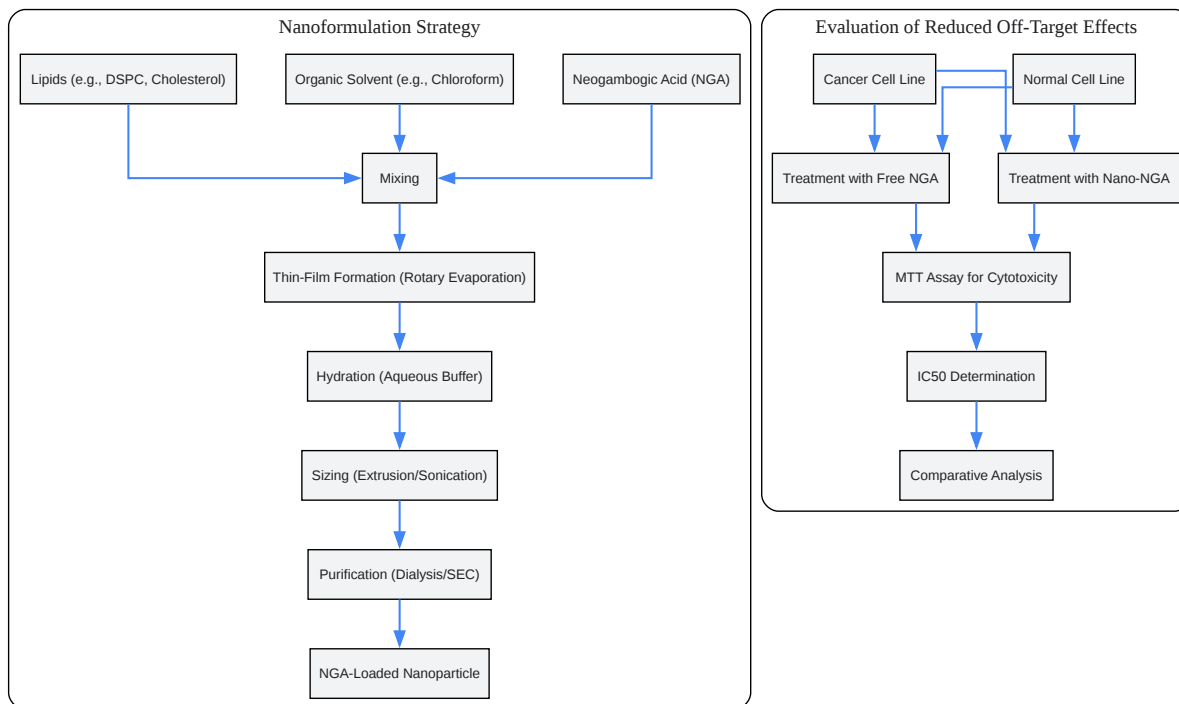 Nanoformulation Strategy
Lipids (e.g., DSPC, Cholesterol)
Organic Solvent (e.g., Chloroform)
Neogambogic Acid (NGA)
Mixing
Thin-Film Formation (Rotary Evaporation)
Hydration (Aqueous Buffer)
Sizing (Extrusion/Sonication)
Purification (Dialysis/SEC)
NGA-Loaded Nanoparticle
Evaluation of Reduced Off-Target Effects
Cancer Cell Line
Normal Cell Line
Treatment with Free NGA
Treatment with Nano-NGA
MTT Assay for Cytotoxicity
IC50 Determination
Comparative Analysis